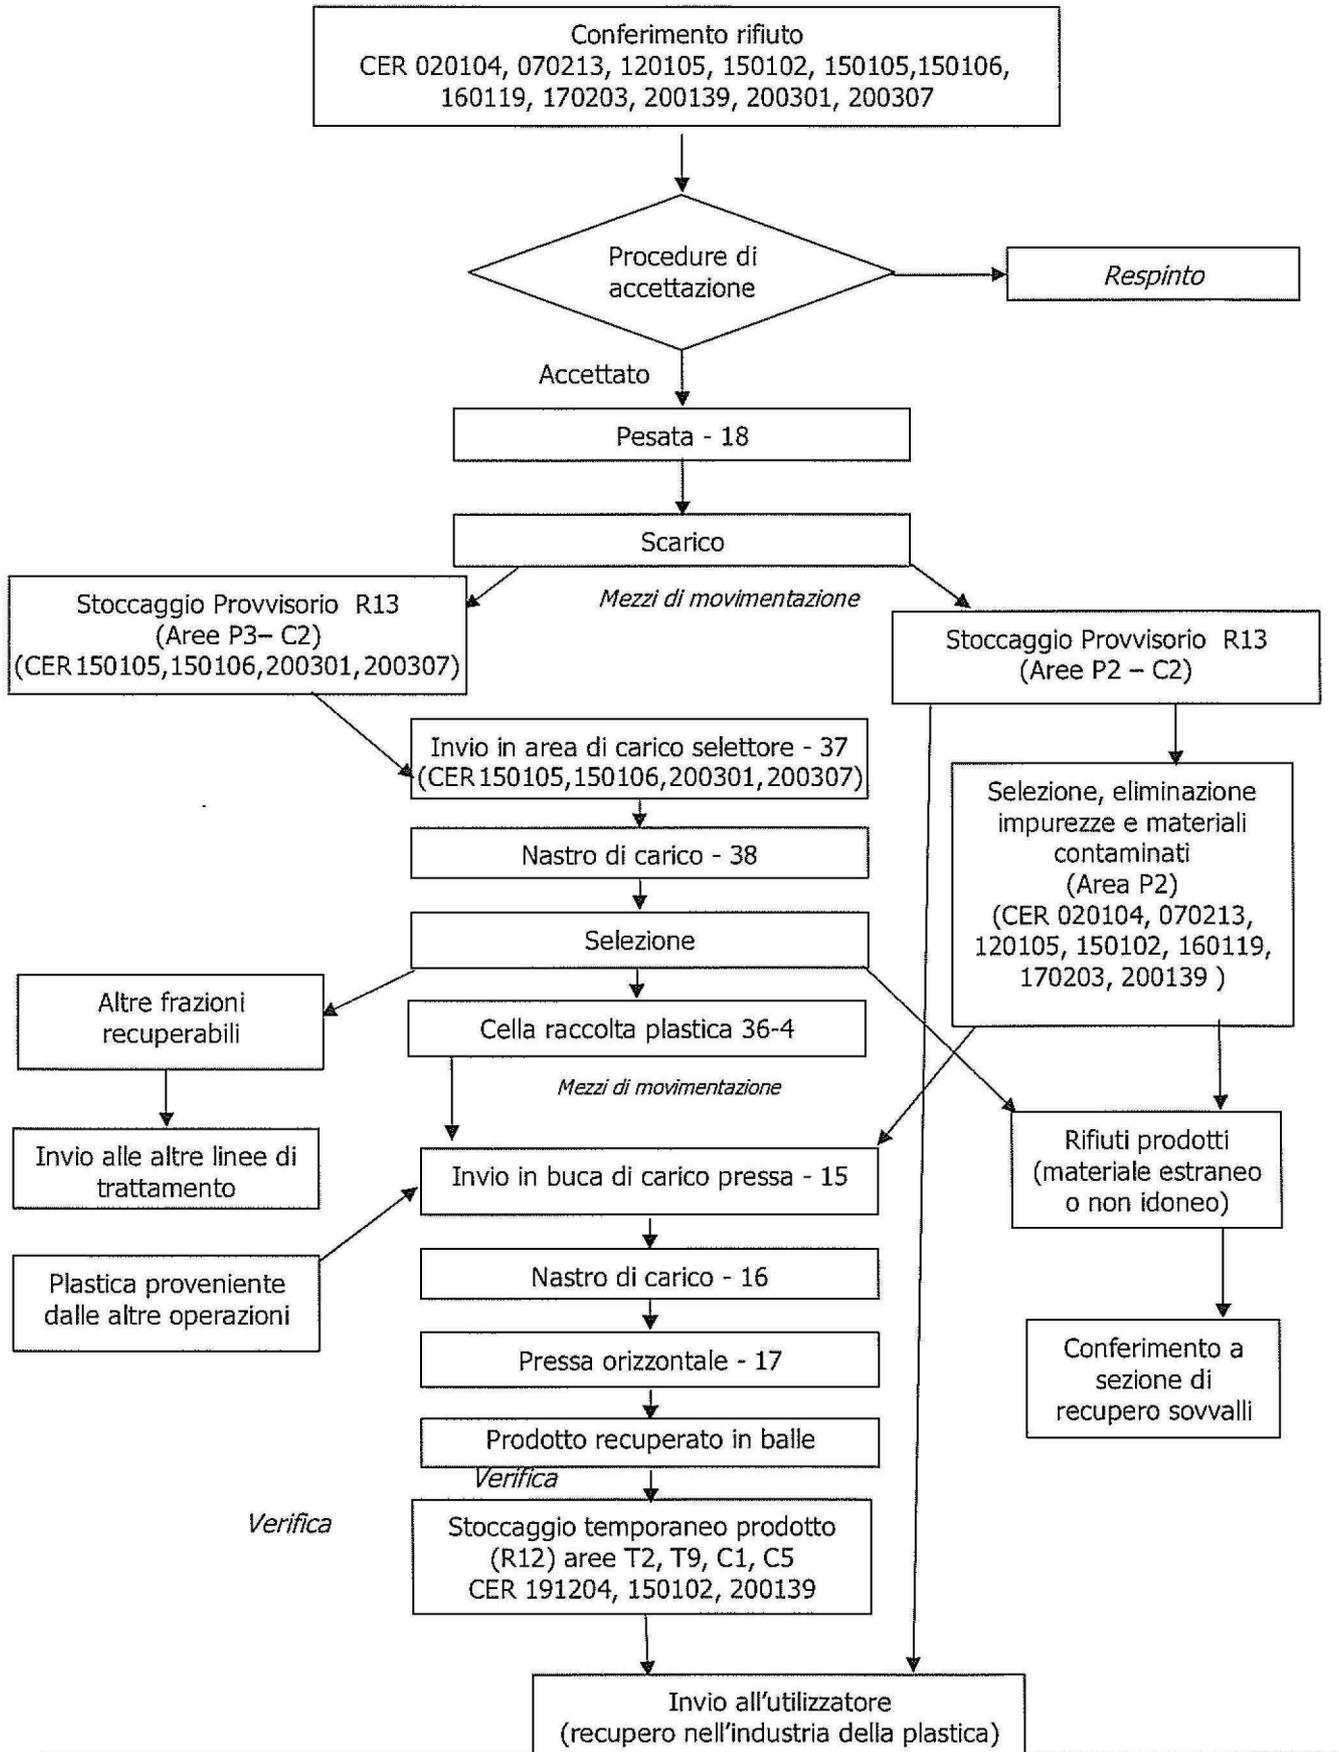 Conferimento rifiuto
CER 020104, 070213, 120105, 150102, 150105,150106,
160119, 170203, 200139, 200301, 200307
Procedure di
accettazione
Respinto
Accettato
Pesata - 18
Scarico
Mezzi di movimentazione
Stoccaggio Provvisorio R13
(Aree P3– C2)
(CER150105,150106,200301,200307)
Stoccaggio Provvisorio R13
(Aree P2 – C2)
Invio in area di carico selettore - 37
(CER150105,150106,200301,200307)
Selezione, eliminazione
impurezze e materiali
contaminati
(Area P2)
(CER 020104, 070213,
120105, 150102, 160119,
170203, 200139 )
Nastro di carico - 38
Selezione
Altre frazioni
recuperabili
Cella raccolta plastica 36-4
Mezzi di movimentazione
Invio alle altre linee di
trattamento
Invio in buca di carico pressa - 15
Rifiuti prodotti
(materiale estraneo
o non idoneo)
Plastica proveniente
dalle altre operazioni
Nastro di carico - 16
Pressa orizzontale - 17
Conferimento a
sezione di
recupero sovvalli
Prodotto recuperato in balle
Verifica
Verifica
Stoccaggio temporaneo prodotto
(R12) aree T2, T9, C1, C5
CER 191204, 150102, 200139
Invio all'utilizzatore
(recupero nell'industria della plastica)